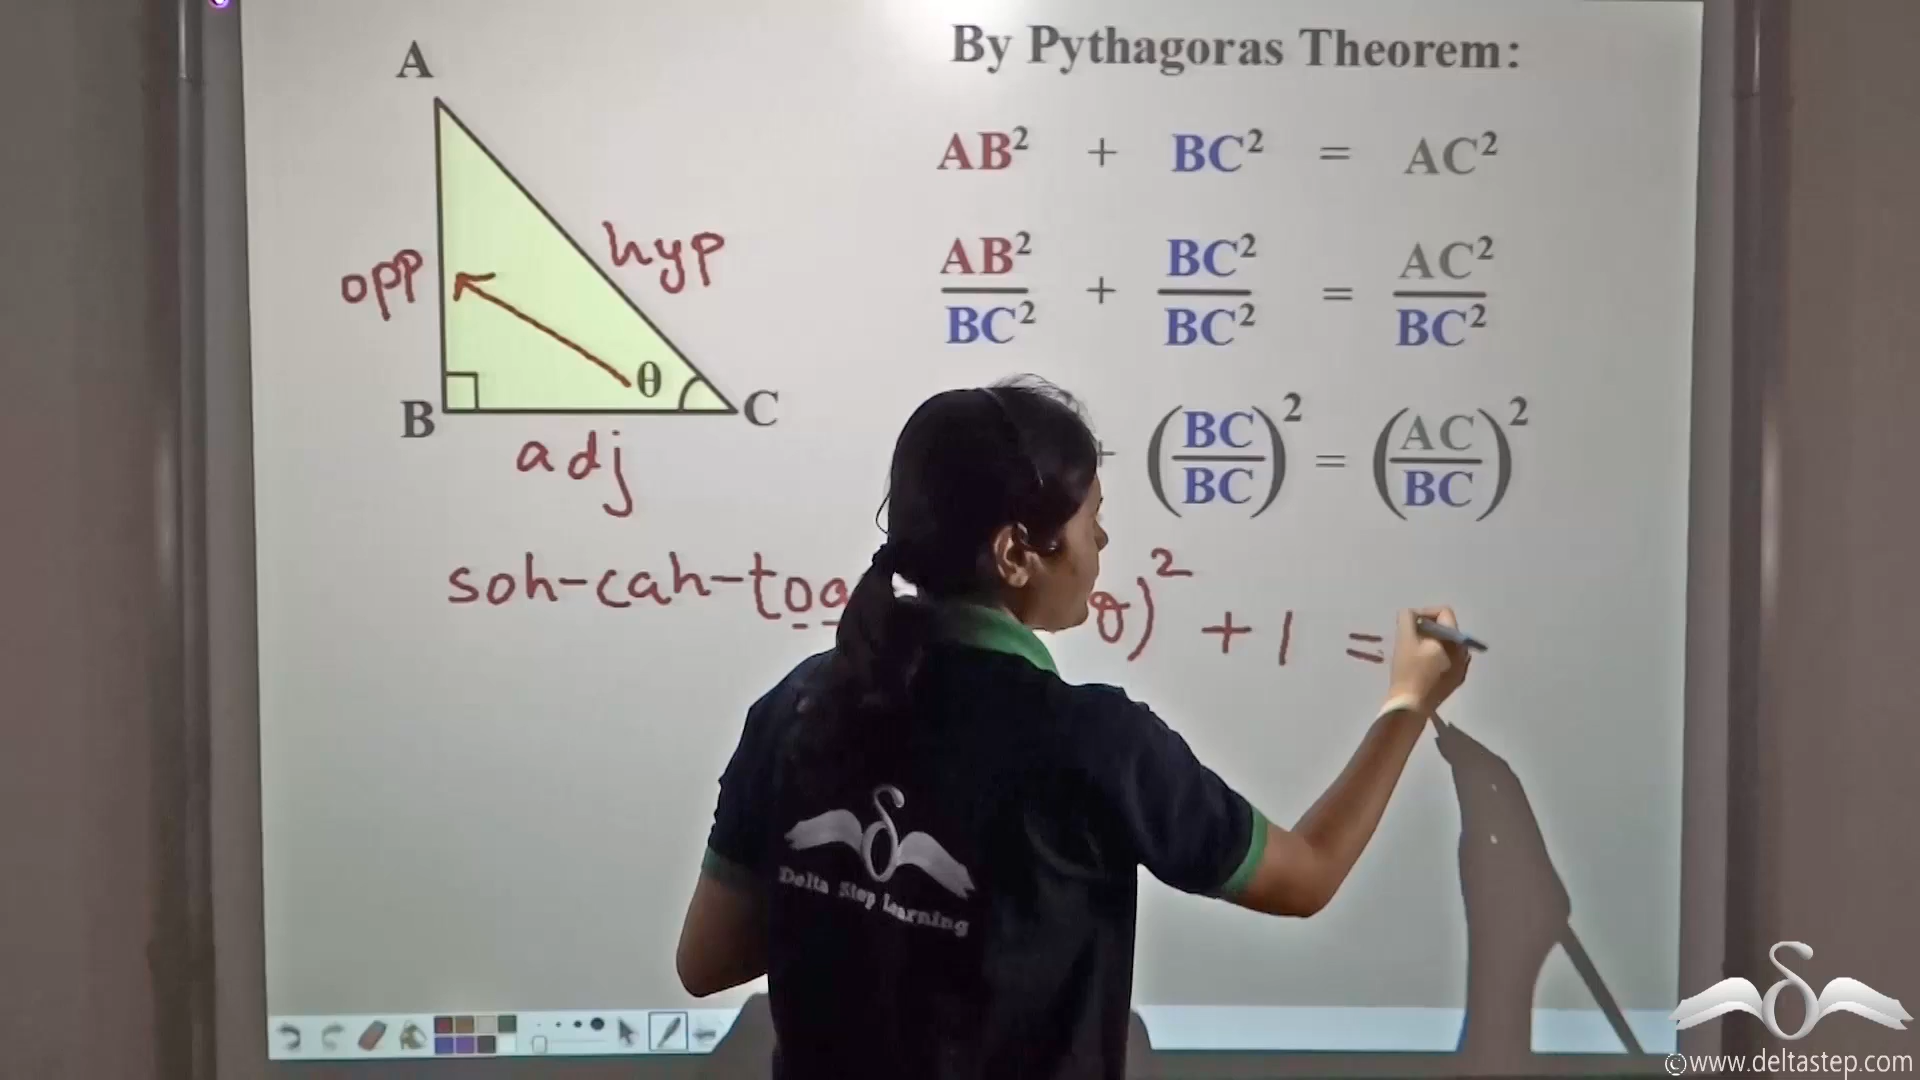 A
opp
hyp
θ
B
C
adj
soh-cah-toa
By Pythagoras Theorem:
AB² + BC² = AC²
AB²/BC² + BC²/BC² = AC²/BC²
+ (BC/BC)² = (AC/BC)²
θ)² + 1 =
Delta Step Learning
©www.deltastep.com